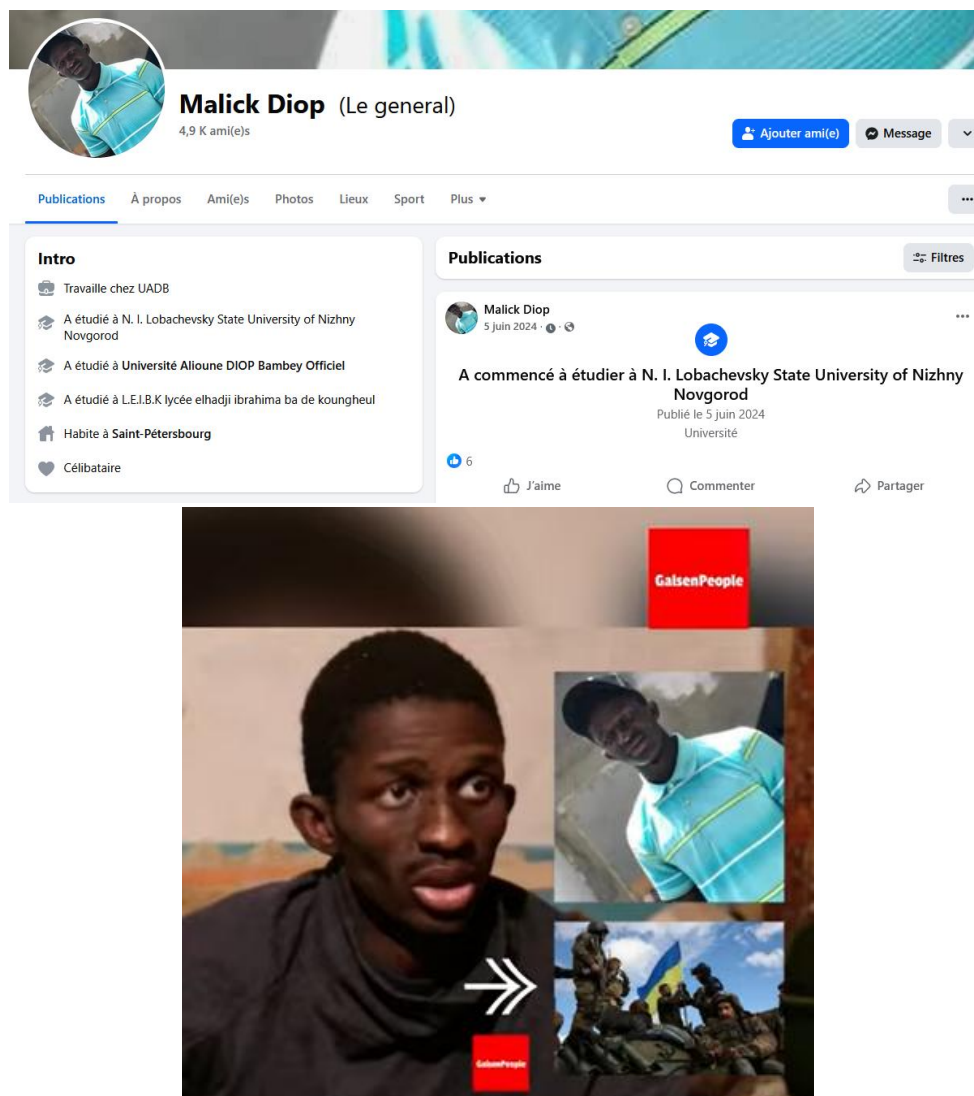 Malick Diop (Le general)
4,9 K ami(e)s
Ajouter ami(e)
Message
Publications
À propos
Ami(e)s
Photos
Lieux
Sport
Plus
Intro
Travaille chez UADB
A étudié à N. I. Lobachevsky State University of Nizhny
Novgorod
A étudié à Université Alioune DIOP Bambey Officiel
A étudié à L.E.I.B.K lycée elhadji ibrahima ba de koungheul
Habite à Saint-Pétersbourg
Célibataire
Publications
Filtres
Malick Diop
5 juin 2024
A commencé à étudier à N. I. Lobachevsky State University of Nizhny
Novgorod
Publié le 5 juin 2024
Université
6
J'aime
Commenter
Partager
GalsenPeople
GalsenPeople